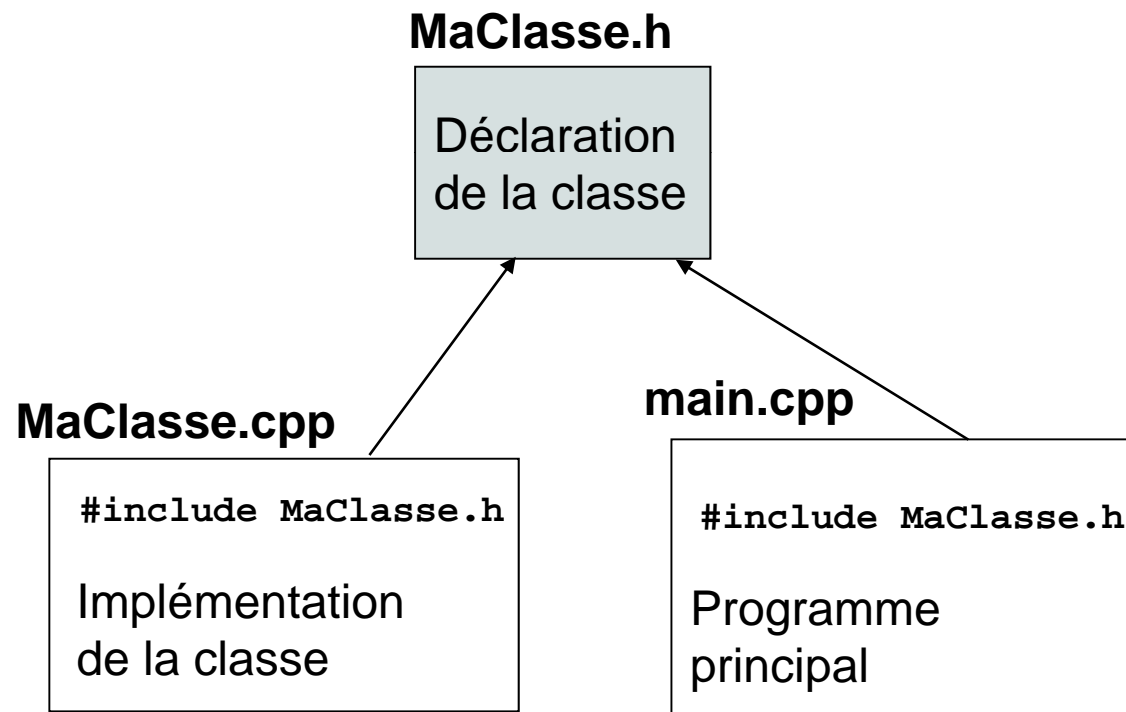 MaClasse.h
Déclaration
de la classe
MaClasse.cpp
#include MaClasse.h
Implémentation
de la classe
main.cpp
#include MaClasse.h
Programme
principal